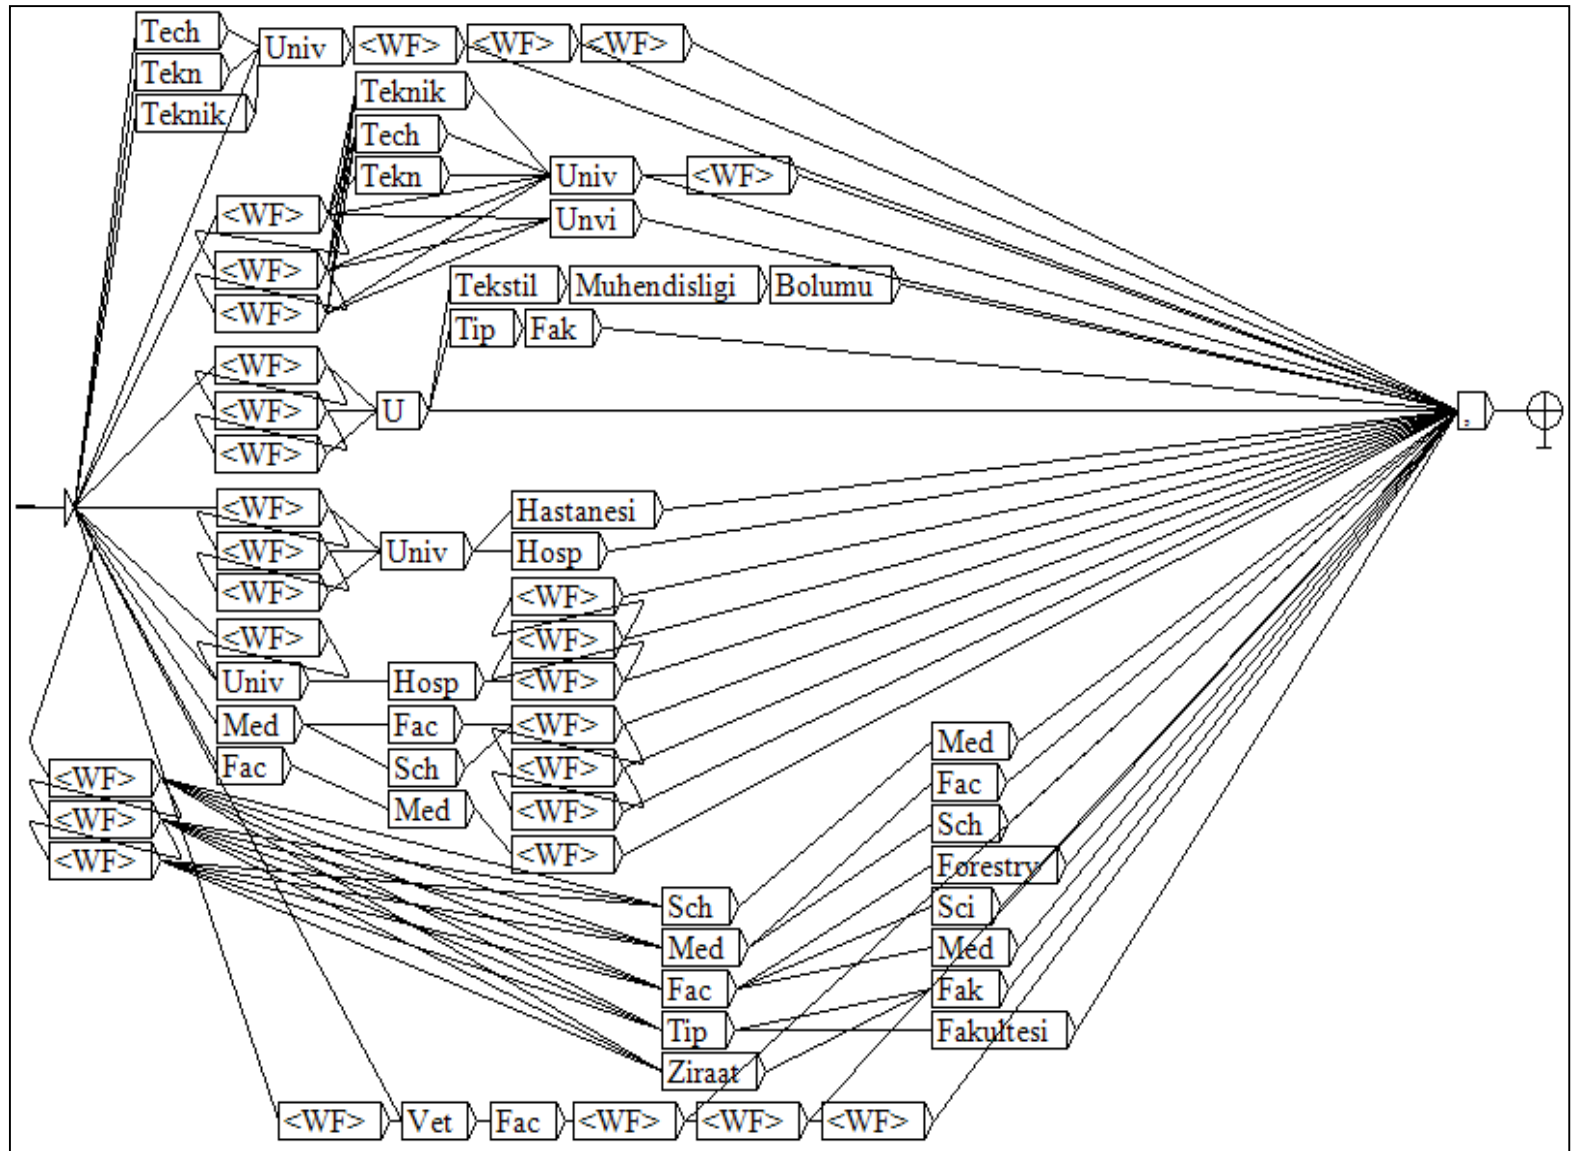 Tech
Univ <WF> <WF> <WF>
Tekn
Teknik
Teknik
Tech
Tekn Univ <WF>
<WF> Unvi
<WF>
<WF>
Tekstil Muhendisligi Bolumu
Tip Fak
<WF>
<WF> U
<WF>
,
<WF> Hastanesi
<WF> Univ Hosp
<WF> <WF>
<WF> <WF>
Univ Hosp <WF>
Med Fac <WF> Med
Fac Sch <WF> Fac
<WF>
Med <WF> Sch
<WF>
<WF>
<WF> Forestry
Sch Sci
Med Med
Fac Fak
Tip Fakultesi
Ziraat
<WF> Vet Fac <WF> <WF> <WF>